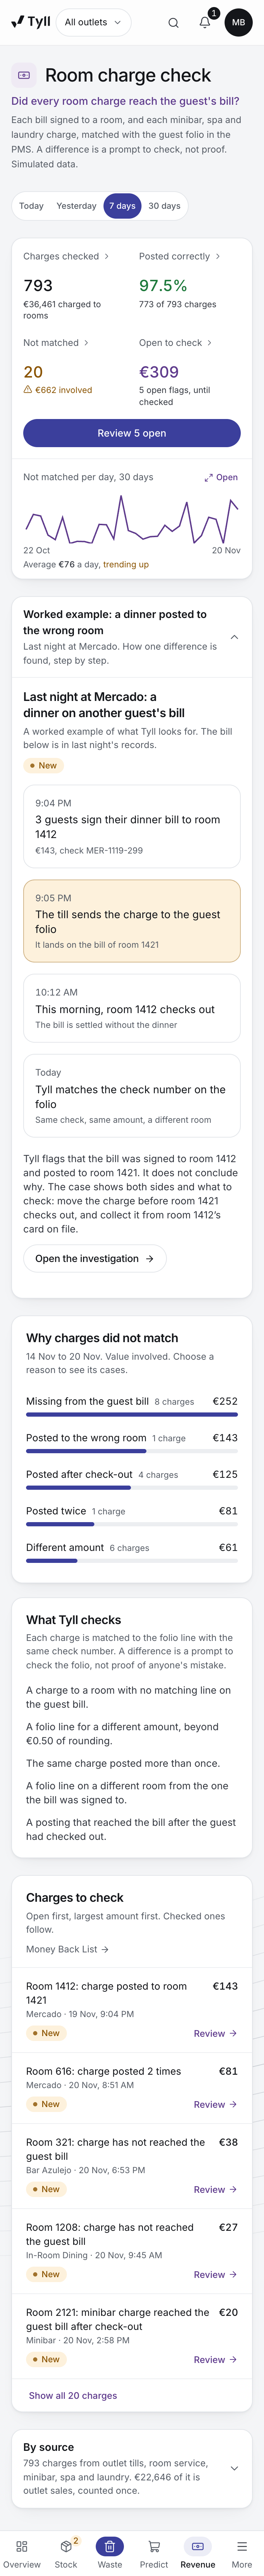 Tyll
All outlets
1
MB
Room charge check
Did every room charge reach the guest's bill?
Each bill signed to a room, and each minibar, spa and
laundry charge, matched with the guest folio in the
PMS. A difference is a prompt to check, not proof.
Simulated data.
Today Yesterday 7 days 30 days
Charges checked
793
€36,461 charged to
rooms
Posted correctly
97.5%
773 of 793 charges
Not matched
20
€662 involved
Open to check
€309
5 open flags, until
checked
Review 5 open
Not matched per day, 30 days
Open
22 Oct
20 Nov
Average €76 a day, trending up
Worked example: a dinner posted to
the wrong room
Last night at Mercado. How one difference is
found, step by step.
Last night at Mercado: a
dinner on another guest's bill
A worked example of what Tyll looks for. The bill
below is in last night's records.
New
9:04 PM
3 guests sign their dinner bill to room
1412
€143, check MER-1119-299
9:05 PM
The till sends the charge to the guest
folio
It lands on the bill of room 1421
10:12 AM
This morning, room 1412 checks out
The bill is settled without the dinner
Today
Tyll matches the check number on the
folio
Same check, same amount, a different room
Tyll flags that the bill was signed to room 1412
and posted to room 1421. It does not conclude
why. The case shows both sides and what to
check: move the charge before room 1421
checks out, and collect it from room 1412's
card on file.
Open the investigation
Why charges did not match
14 Nov to 20 Nov. Value involved. Choose a
reason to see its cases.
Missing from the guest bill 8 charges €252
Posted to the wrong room 1 charge €143
Posted after check-out 4 charges €125
Posted twice 1 charge €81
Different amount 6 charges €61
What Tyll checks
Each charge is matched to the folio line with the
same check number. A difference is a prompt to
check the folio, not proof of anyone's mistake.
A charge to a room with no matching line on
the guest bill.
A folio line for a different amount, beyond
€0.50 of rounding.
The same charge posted more than once.
A folio line on a different room from the one
the bill was signed to.
A posting that reached the bill after the guest
had checked out.
Charges to check
Open first, largest amount first. Checked ones
follow.
Money Back List
Room 1412: charge posted to room
1421
€143
Mercado · 19 Nov, 9:04 PM
New
Review
Room 616: charge posted 2 times
€81
Mercado · 20 Nov, 8:51 AM
New
Review
Room 321: charge has not reached the
guest bill
€38
Bar Azulejo · 20 Nov, 6:53 PM
New
Review
Room 1208: charge has not reached
the guest bill
€27
In-Room Dining · 20 Nov, 9:45 AM
New
Review
Room 2121: minibar charge reached the
guest bill after check-out
€20
Minibar · 20 Nov, 2:58 PM
New
Review
Show all 20 charges
By source
793 charges from outlet tills, room service,
minibar, spa and laundry. €22,646 of it is
outlet sales, counted once.
2
Overview Stock Waste Predict Revenue More